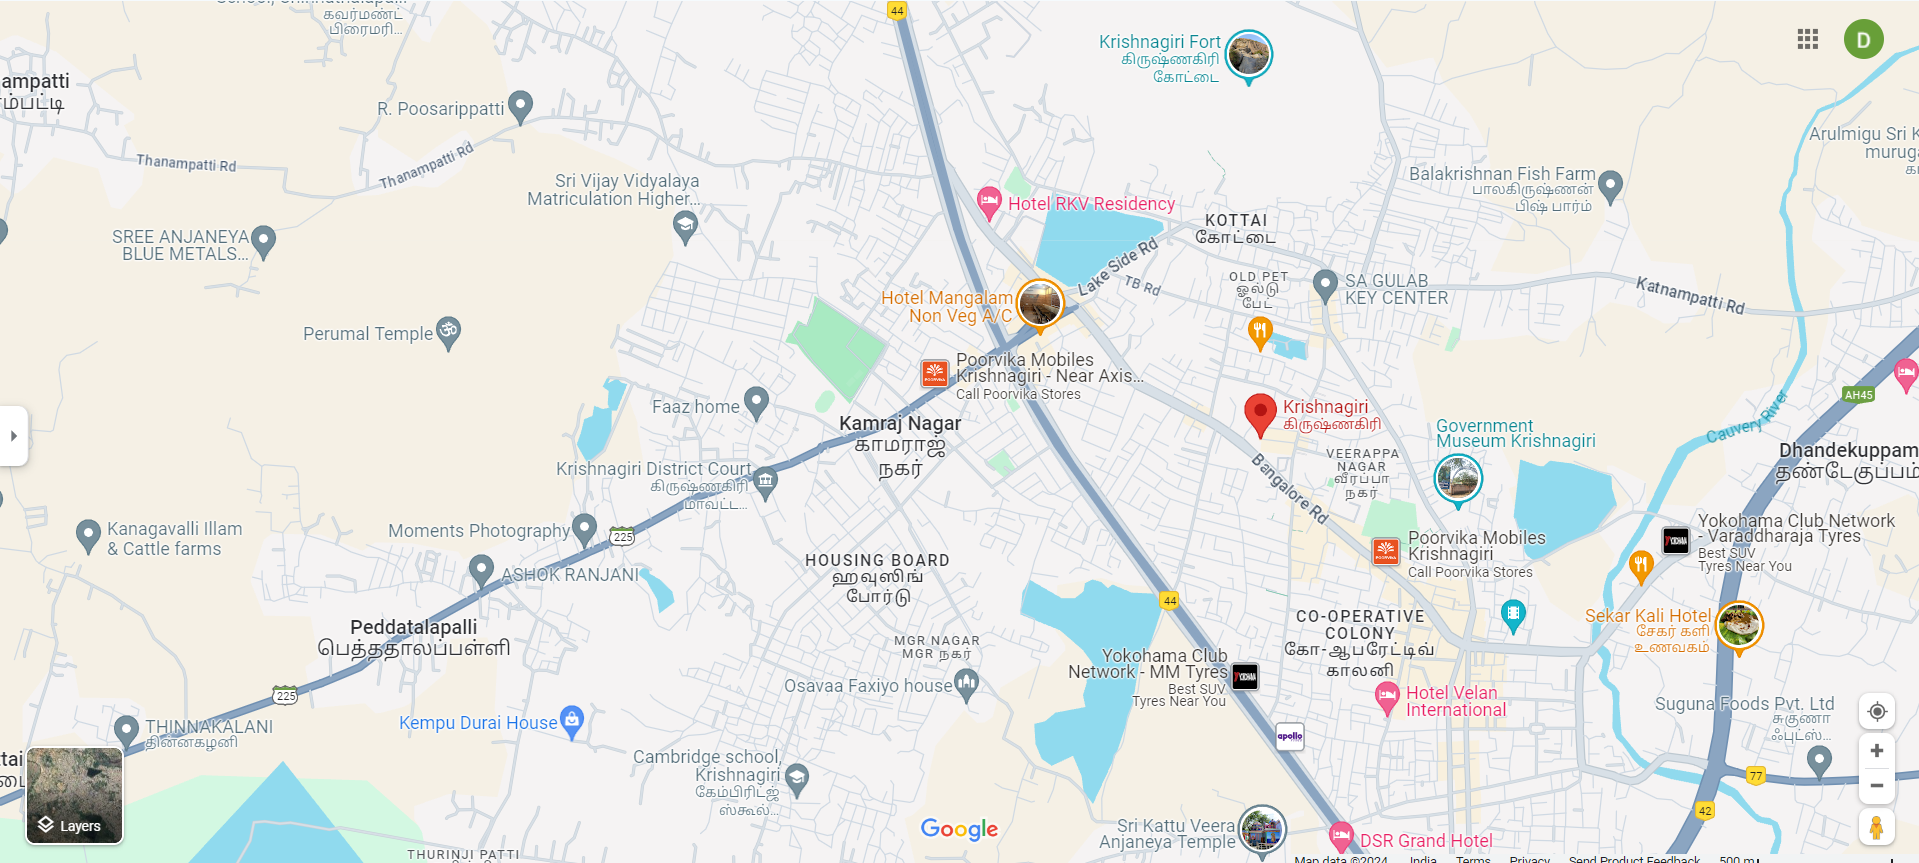 கவர்மண்ட்
பிரைமரி...
44
Krishnagiri Fort
கிருஷ்ணகிரி
கோட்டை
D
ampatti
ம்பட்டி
R. Poosarippatti
Thanampatti Rd
Thanampatti Rd
Arulmigu Sri K
muruga
Balakrishnan Fish Farm
பாலகிருஷ்ணன்
பிஷ் பார்ம்
Sri Vijay Vidyalaya
Matriculation Higher...
Hotel RKV Residency
KOTTAI
கோட்டை
SREE ANJANEYA
BLUE METALS...
Lake Side Rd
TB Rd
OLD PET
ஓல்டு
பேட்
SA GULAB
KEY CENTER
Katnampatti Rd
Hotel Mangalam
Non Veg A/C
Perumal Temple
Poorvika Mobiles
Krishnagiri - Near Axis...
Call Poorvika Stores
POORVIKA
AH45
Faaz home
Krishnagiri
கிருஷ்ணகிரி
Kamraj Nagar
காமராஜ்
நகர்
Government
Museum Krishnagiri
Cauvery River
Dhandekuppam
தண்டேகுப்பம்
VEERAPPA
NAGAR
வீரப்பா
நகர்
Krishnagiri District Court
கிருஷ்ணகிரி
மாவட்ட...
Bangalore Rd
Kanagavalli Illam
& Cattle farms
Moments Photography
225
Yokohama Club Network
- Varaddharaja Tyres
Best SUV
Tyres Near You
Poorvika Mobiles
Krishnagiri
Call Poorvika Stores
HOUSING BOARD
ஹவுஸிங்
போர்டு
ASHOK RANJANI
44
Peddatalapalli
பெத்ததாலப்பள்ளி
CO-OPERATIVE
COLONY
கோ-ஆபரேட்டிவ்
காலனி
Sekar Kali Hotel
சேகர் களி
உணவகம்
MGR NAGAR
MGR நகர்
Yokohama Club
Network - MM Tyres
Best SUV
Tyres Near You
Osavaa Faxiyo house
225
Hotel Velan
International
Suguna Foods Pvt. Ltd
சுகுணா
ஃபுட்ஸ்...
Kempu Durai House
THINNAKALANI
தின்னகழனி
apollo
Cambridge school,
Krishnagiri
கேம்பிரிட்ஜ்
ஸ்கூல்...
77
42
Layers
Google
Sri Kattu Veera
Anjaneya Temple
DSR Grand Hotel
THURINJI PATTI
Map data ©2024 India Terms Privacy Send Product Feedback 500 m